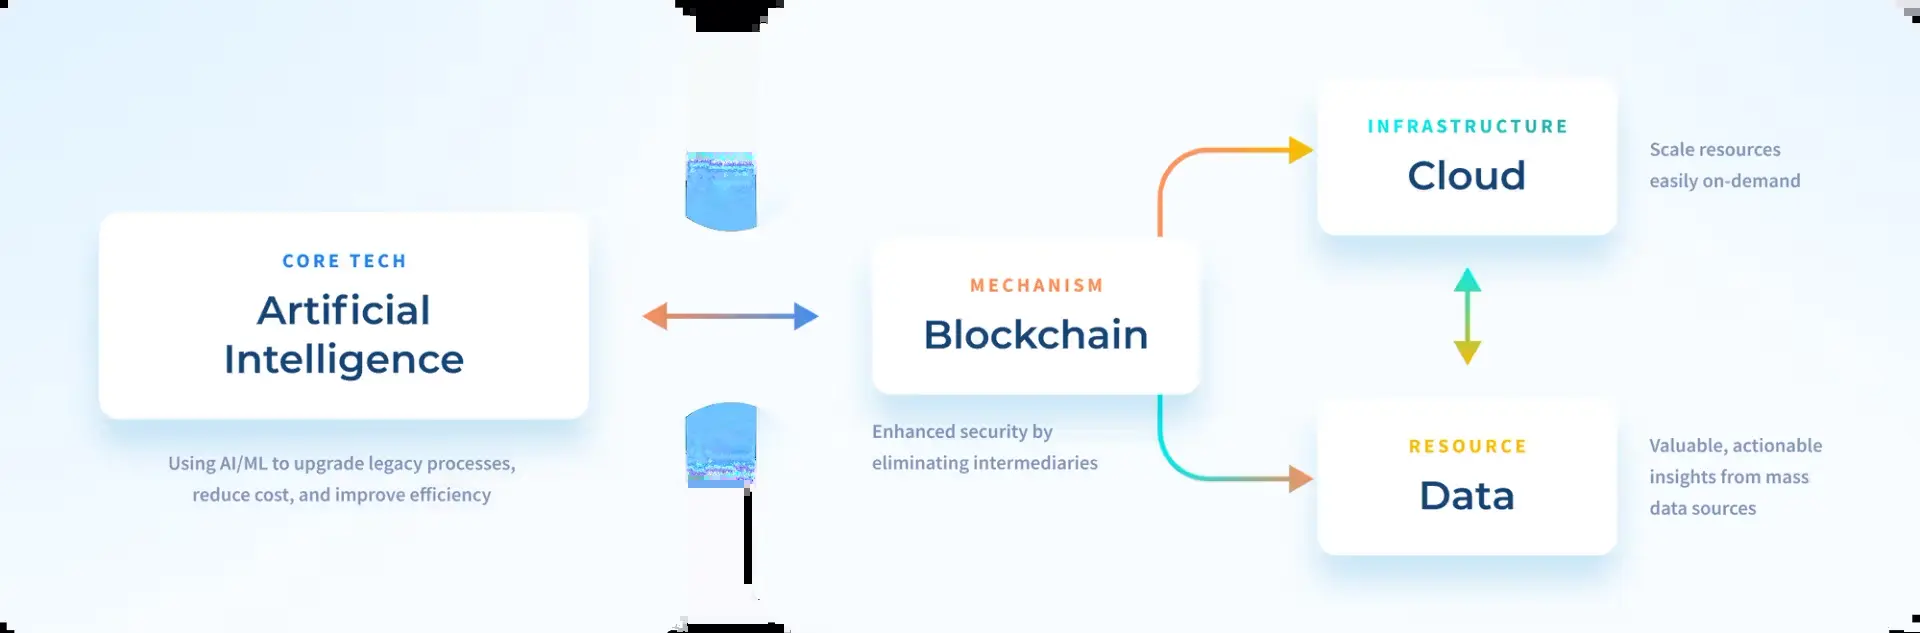 CORE TECH
Artificial
Intelligence
Using AI/ML to upgrade legacy processes,
reduce cost, and improve efficiency
MECHANISM
Blockchain
Enhanced security by
eliminating intermediaries
INFRASTRUCTURE
Cloud
Scale resources
easily on-demand
RESOURCE
Data
Valuable, actionable
insights from mass
data sources